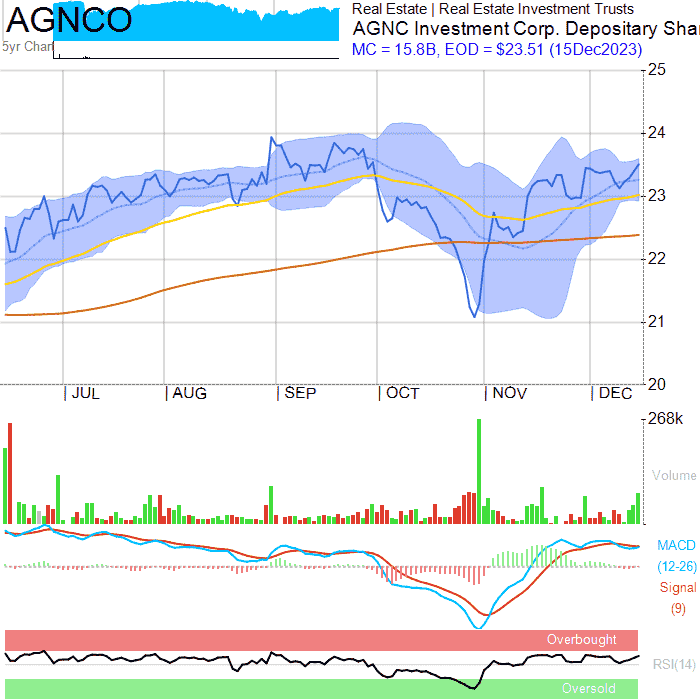 AGNCO
5yr Chart
Real Estate | Real Estate Investment Trusts
AGNC Investment Corp. Depositary Shar
MC = 15.8B, EOD = $23.51 (15Dec2023)
25
24
23
22
21
20
JUL AUG SEP OCT NOV DEC
268k
Volume
MACD
(12-26)
Signal
(9)
Overbought
RSI(14)
Oversold